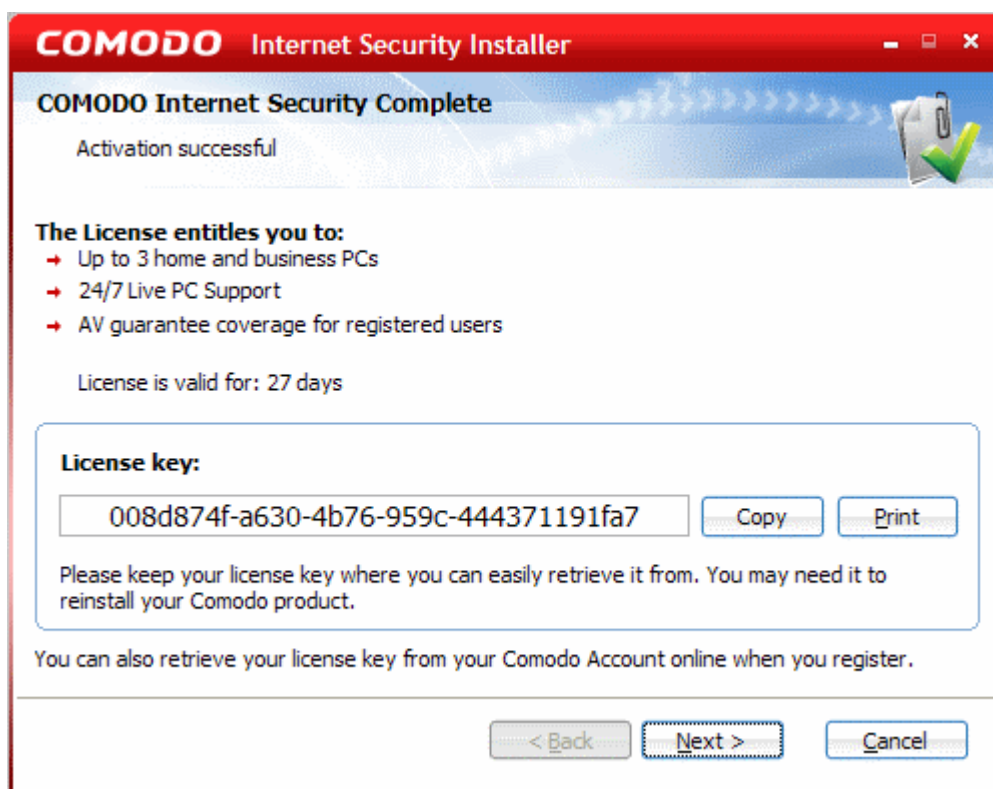 COMODO Internet Security Installer
COMODO Internet Security Complete
Activation successful
The License entitles you to:
Up to 3 home and business PCs
24/7 Live PC Support
AV guarantee coverage for registered users
License is valid for: 27 days
License key:
008d874f-a630-4b76-959c-444371191fa7 Copy Print
Please keep your license key where you can easily retrieve it from. You may need it to
reinstall your Comodo product.
You can also retrieve your license key from your Comodo Account online when you register.
< Back Next > Cancel